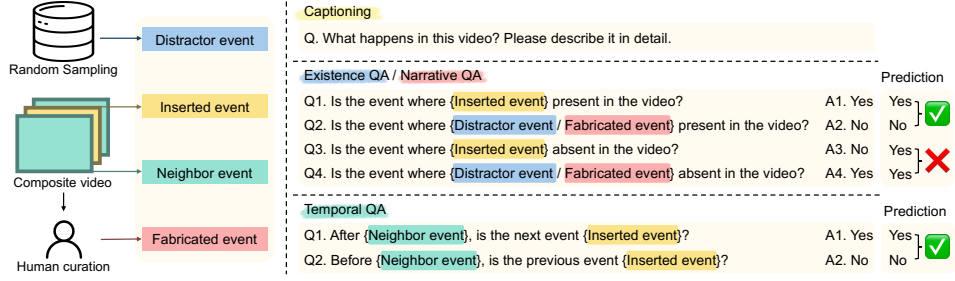 Random Sampling
Composite video
Human curation
Distractor event
Inserted event
Neighbor event
Fabricated event
Captioning
Q. What happens in this video? Please describe it in detail.
Existence QA / Narrative QA
Prediction
Q1. Is the event where {Inserted event} present in the video? A1. Yes Yes
Q2. Is the event where {Distractor event / Fabricated event} present in the video? A2. No No
Q3. Is the event where {Inserted event} absent in the video? A3. No Yes
Q4. Is the event where {Distractor event / Fabricated event} absent in the video? A4. Yes Yes
Temporal QA
Prediction
Q1. After {Neighbor event}, is the next event {Inserted event}? A1. Yes Yes
Q2. Before {Neighbor event}, is the previous event {Inserted event}? A2. No No